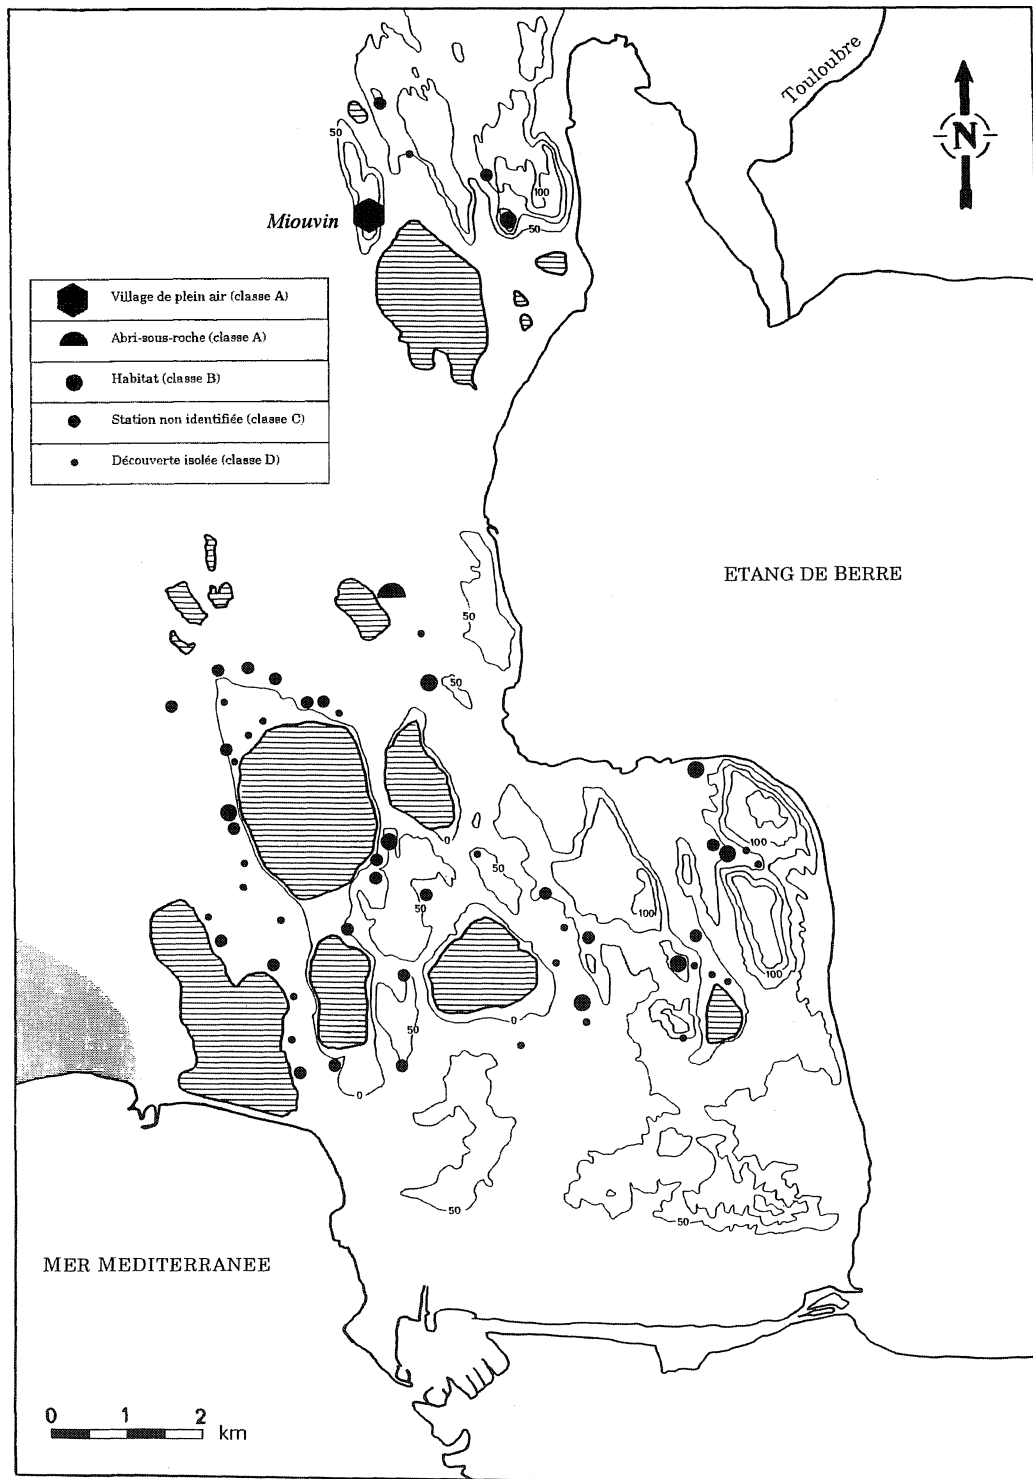 Touloubre
N
50
100
50
Miouvin
Village de plein air (classe A)
Abri-sous-roche (classe A)
Habitat (classe B)
Station non identifiée (classe C)
Découverte isolée (classe D)
ETANG DE BERRE
50
50
0
100
50
50
100
100
50
0
0
50
50
MER MEDITERRANEE
0 1 2
km